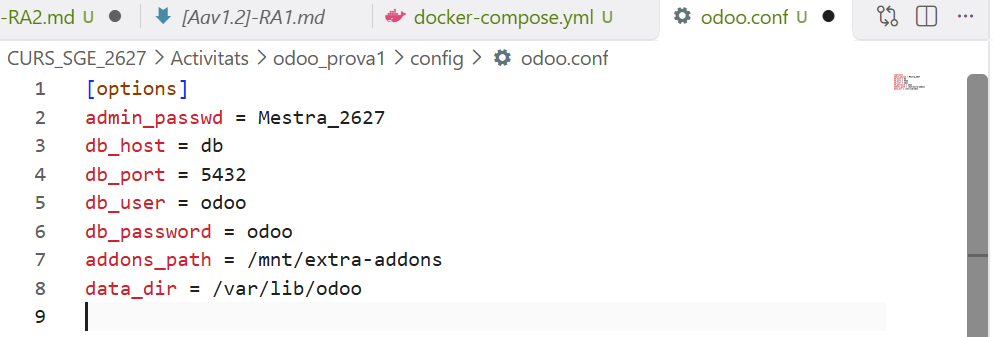 -RA2.md U
[Aav1.2]-RA1.md
docker-compose.yml U
odoo.conf U
CURS_SGE_2627 > Activitats > odoo_prova1 > config > odoo.conf
1 [options]
2 admin_passwd = Mestra_2627
3 db_host = db
4 db_port = 5432
5 db_user = odoo
6 db_password = odoo
7 addons_path = /mnt/extra-addons
8 data_dir = /var/lib/odoo
9